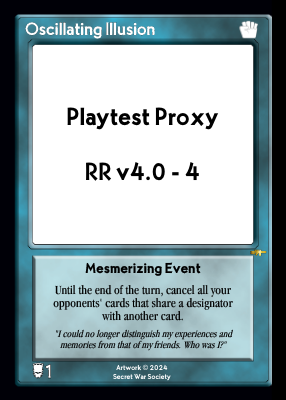 Oscillating Illusion
Playtest Proxy
RR v4.0 - 4
Mesmerizing Event
Until the end of the turn, cancel all your
opponents' cards that share a designator
with another card.
"I could no longer distinguish my experiences and
memories from that of my friends. Who was I?"
1
Artwork © 2024
Secret War Society